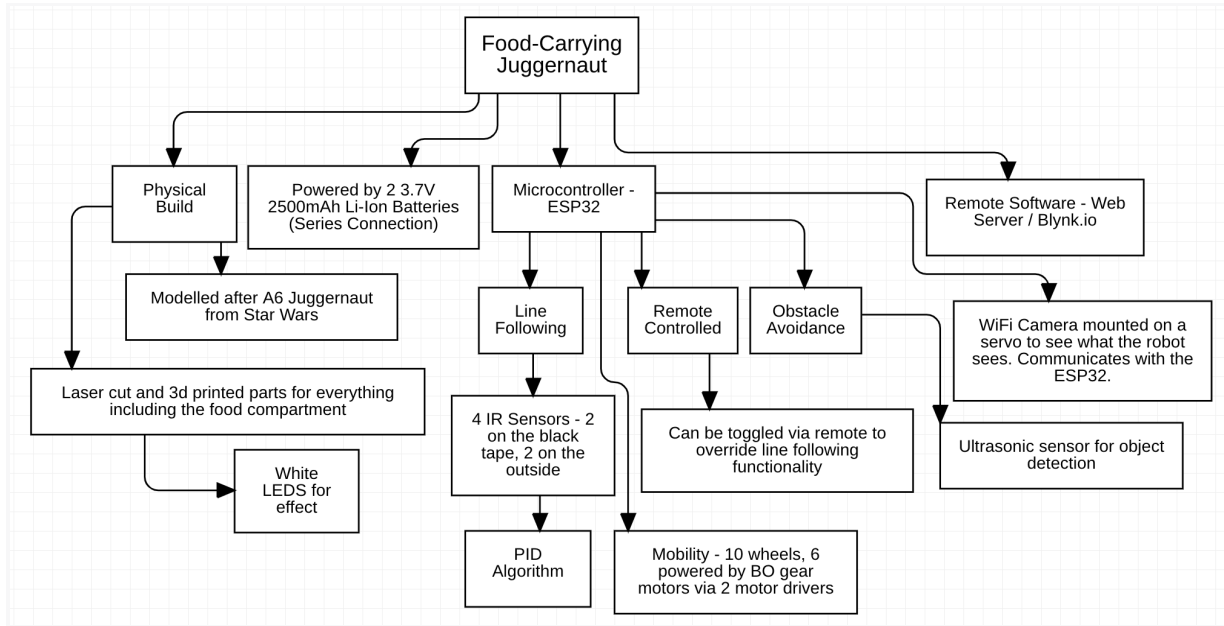 Food-Carrying
Juggernaut
Physical
Build
Powered by 2 3.7V
2500mAh Li-Ion Batteries
(Series Connection)
Microcontroller -
ESP32
Remote Software - Web
Server / Blynk.io
Modelled after A6 Juggernaut
from Star Wars
Line
Following
Remote
Controlled
Obstacle
Avoidance
WiFi Camera mounted on a
servo to see what the robot
sees. Communicates with the
ESP32.
Laser cut and 3d printed parts for everything
including the food compartment
4 IR Sensors - 2
on the black
tape, 2 on the
outside
Can be toggled via remote to
override line following
functionality
Ultrasonic sensor for object
detection
White
LEDS for
effect
PID
Algorithm
Mobility - 10 wheels, 6
powered by BO gear
motors via 2 motor drivers